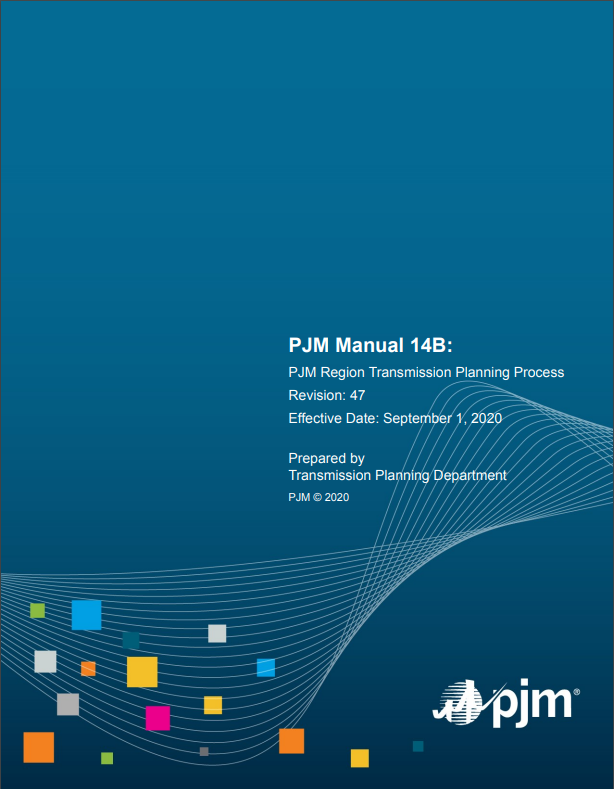 PJM Manual 14B:
PJM Region Transmission Planning Process
Revision: 47
Effective Date: September 1, 2020
Prepared by
Transmission Planning Department
PJM © 2020
pjm®